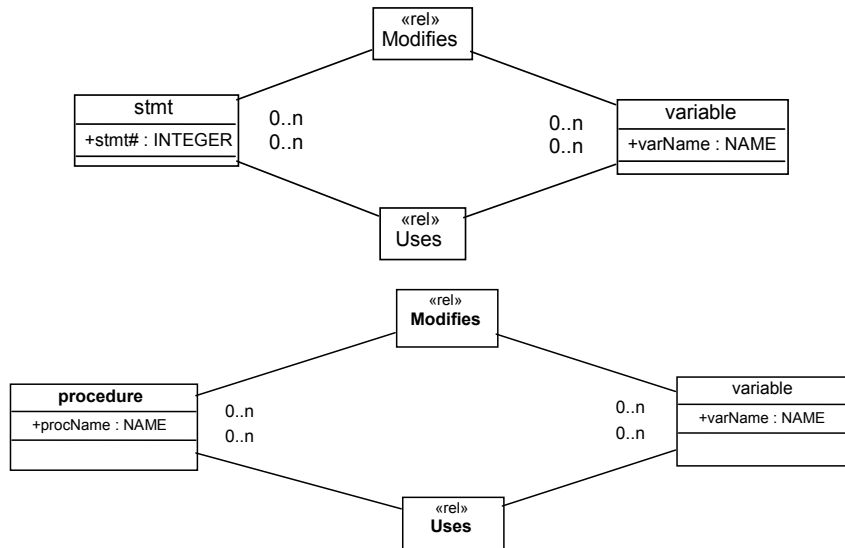 «rel»
Modifies
stmt
+stmt# : INTEGER
0..n
0..n
0..n
0..n
variable
+varName : NAME
«rel»
Uses
«rel»
Modifies
procedure
+procName : NAME
0..n
0..n
0..n
0..n
variable
+varName : NAME
«rel»
Uses